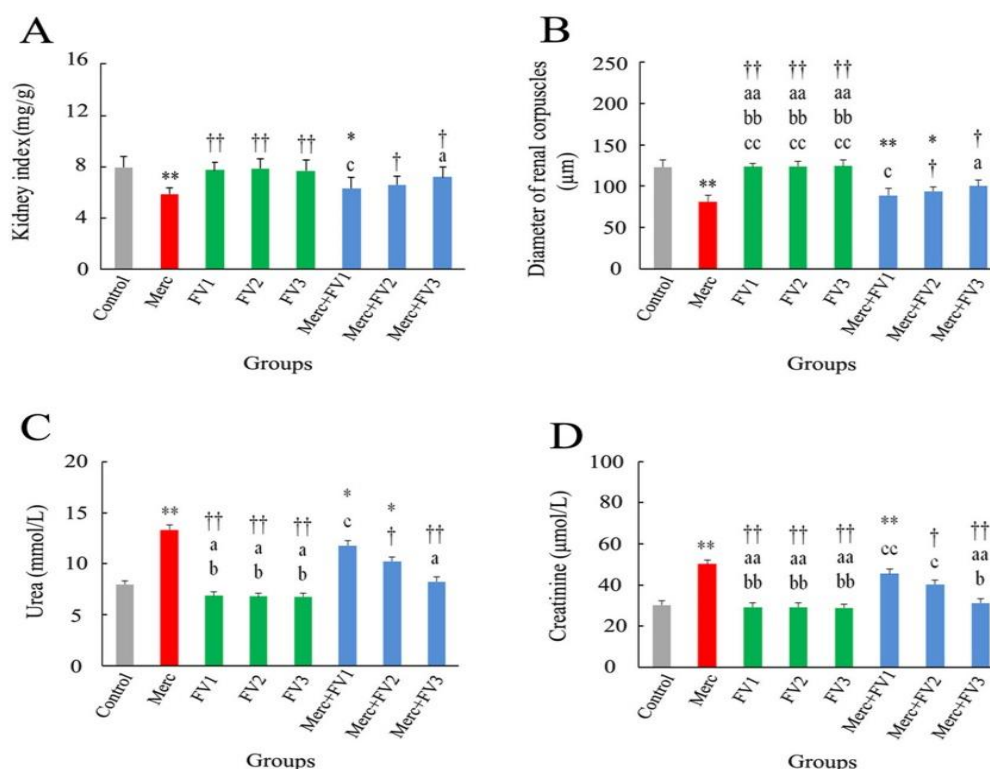 A
Kidney index(mg/g)
16
12
8
4
0
**
††
††
††
*
c
†
†
a
Control
Merc
FV1
FV2
FV3
Merc+FV1
Merc+FV2
Merc+FV3
Groups
B
Diameter of renal corpuscles
(µm)
250
200
150
100
50
0
**
††
aa
bb
cc
††
aa
bb
cc
††
aa
bb
cc
**
c
*
†
†
a
Control
Merc
FV1
FV2
FV3
Merc+FV1
Merc+FV2
Merc+FV3
Groups
C
Urea (mmol/L)
20
15
10
5
0
**
††
a
b
††
a
b
††
a
b
*
c
*
†
††
a
Control
Merc
FV1
FV2
FV3
Merc+FV1
Merc+FV2
Merc+FV3
Groups
D
Creatinine (µmol/L)
100
80
60
40
20
0
**
††
aa
bb
††
aa
bb
††
aa
bb
**
cc
†
c
††
aa
b
Control
Merc
FV1
FV2
FV3
Merc+FV1
Merc+FV2
Merc+FV3
Groups